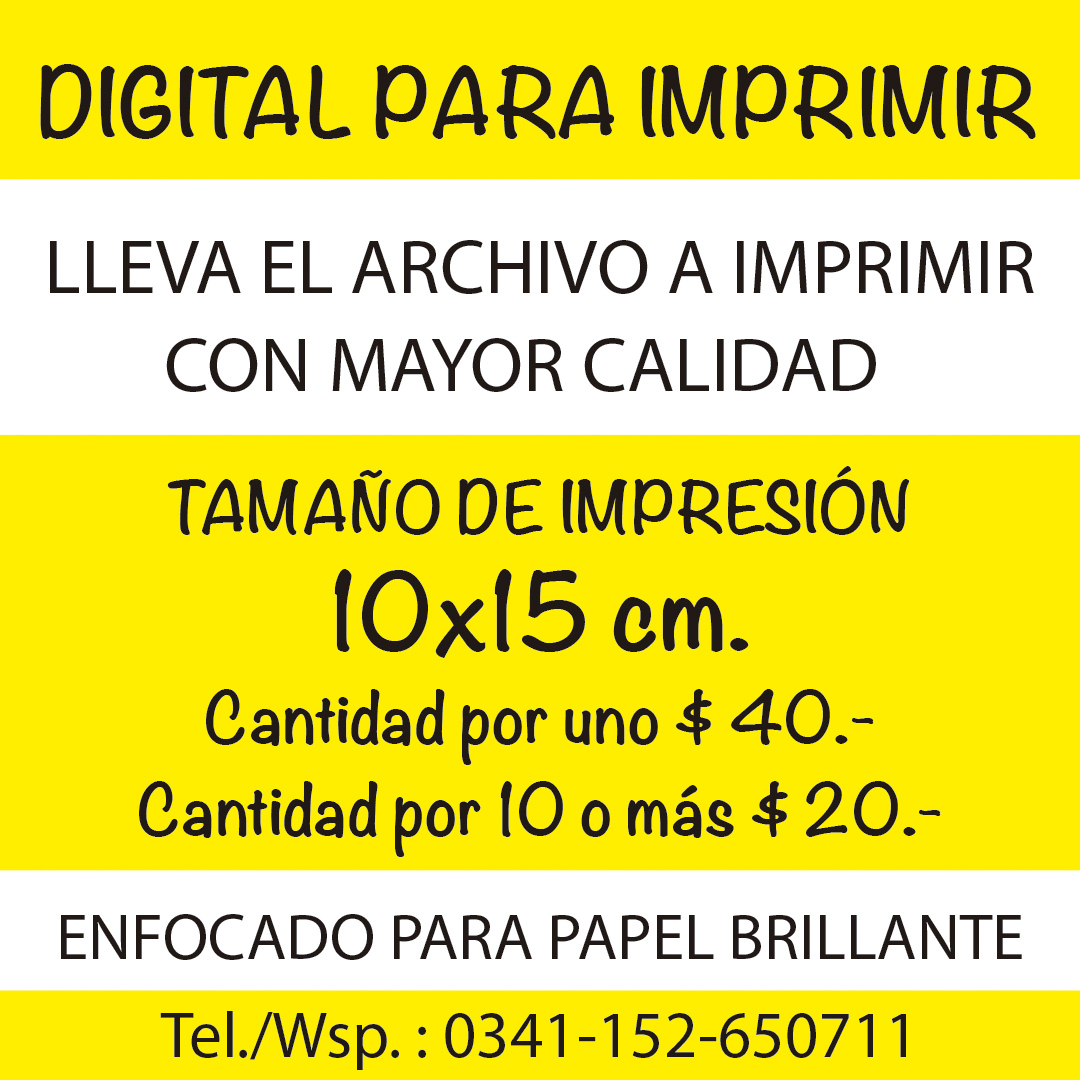 DIGITAL PARA IMPRIMIR
LLEVA EL ARCHIVO A IMPRIMIR
CON MAYOR CALIDAD
TAMAÑO DE IMPRESIÓN
10x15 cm.
Cantidad por uno $ 40.-
Cantidad por 10 o más $ 20.-
ENFOCADO PARA PAPEL BRILLANTE
Tel./Wsp. : 0341-152-650711